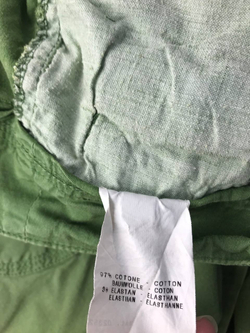 97% COTONE - COTTON
BAUMWOLLE - COTON
3% ELASTAN - ELASTHAN
ELASTHAN - ELASTHANNE